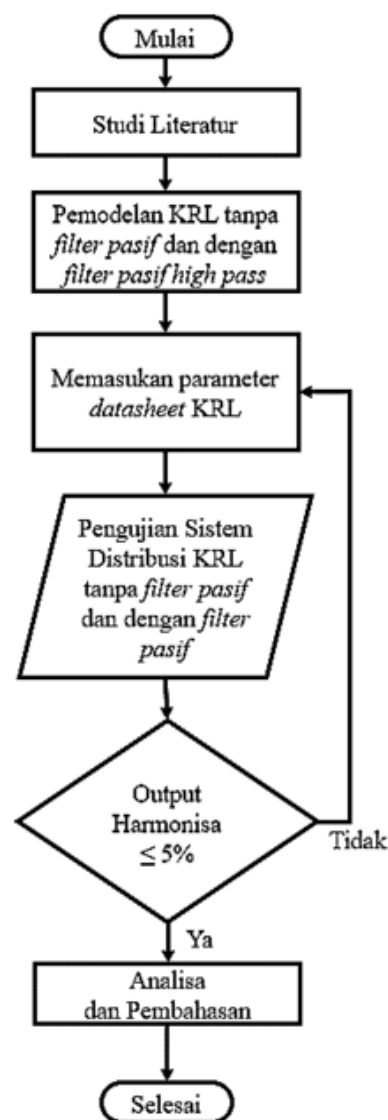 Mulai
Studi Literatur
Pemodelan KRL tanpa
filter pasif dan dengan
filter pasif high pass
Memasukan parameter
datasheet KRL
Pengujian Sistem
Distribusi KRL
tanpa filter pasif
dan dengan filter
pasif
Output
Harmonisa
≤ 5%
Tidak
Ya
Analisa
dan Pembahasan
Selesai